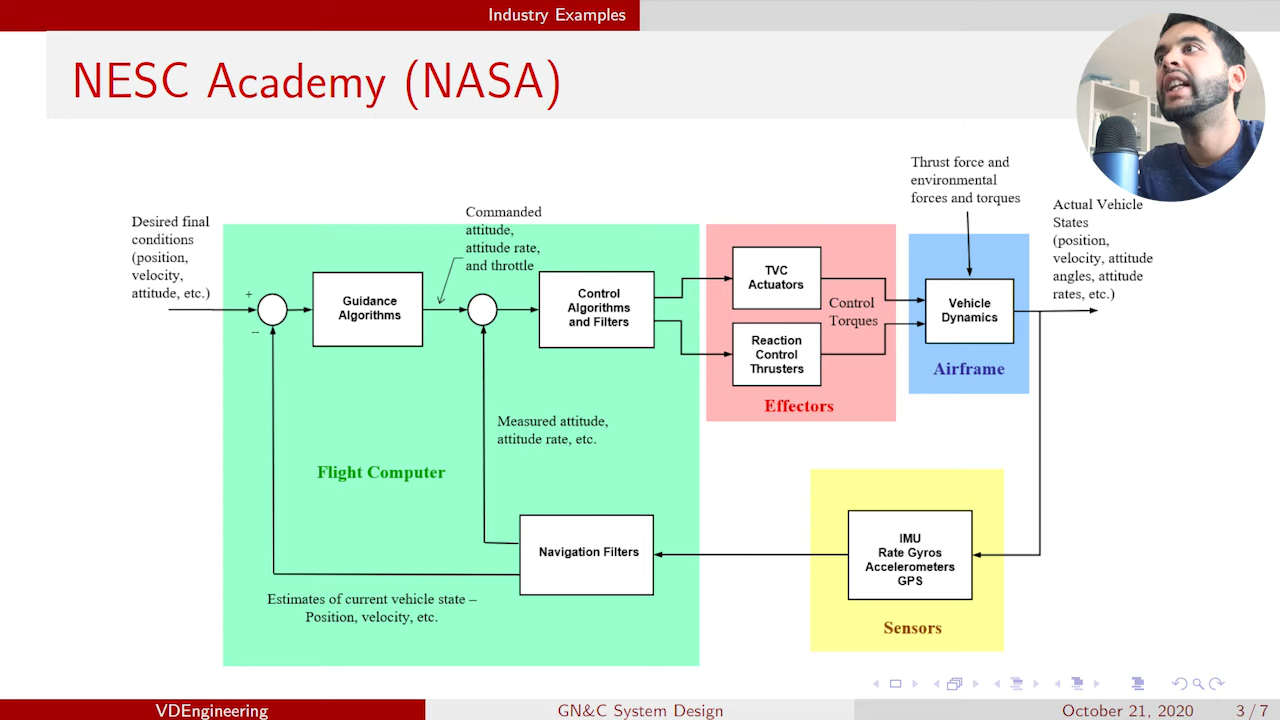 Industry Examples
NESC Academy (NASA)
Desired final
conditions
(position,
velocity,
attitude, etc.)
+
--
Guidance
Algorithms
Commanded
attitude,
attitude rate,
and throttle
Control
Algorithms
and Filters
TVC
Actuators
Reaction
Control
Thrusters
Control
Torques
Effectors
Thrust force and
environmental
forces and torques
Vehicle
Dynamics
Airframe
Actual Vehicle
States
(position,
velocity, attitude
angles, attitude
rates, etc.)
Measured attitude,
attitude rate, etc.
Flight Computer
Navigation Filters
Estimates of current vehicle state –
Position, velocity, etc.
IMU
Rate Gyros
Accelerometers
GPS
Sensors
VDEngineering
GN&C System Design
October 21, 2020
3 / 7